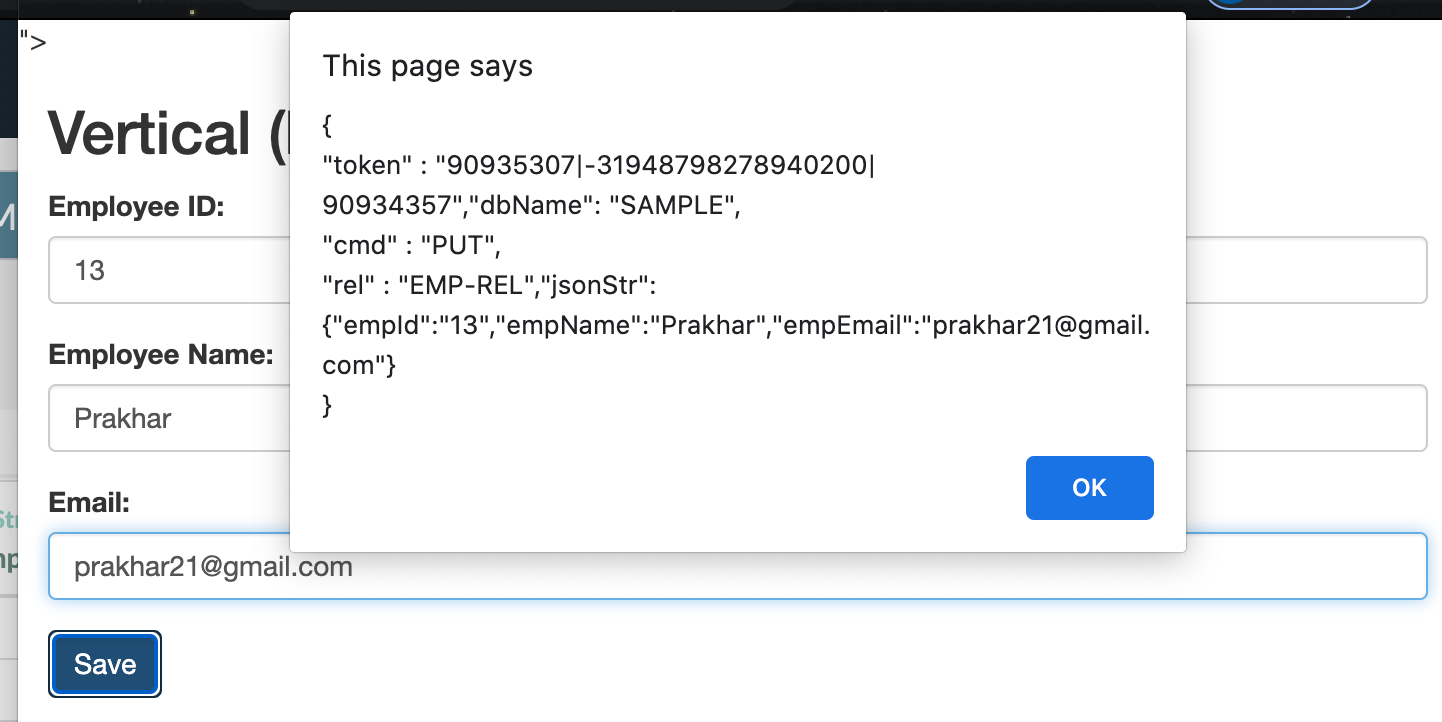 ">
This page says
{
"token" : "90935307|-31948798278940200|
90934357","dbName": "SAMPLE",
"cmd" : "PUT",
"rel" : "EMP-REL","jsonStr":
{"empId":"13","empName":"Prakhar","empEmail":"prakhar21@gmail.
com"}
}
OK
Vertical (
Employee ID:
13
Employee Name:
Prakhar
Email:
prakhar21@gmail.com
Save